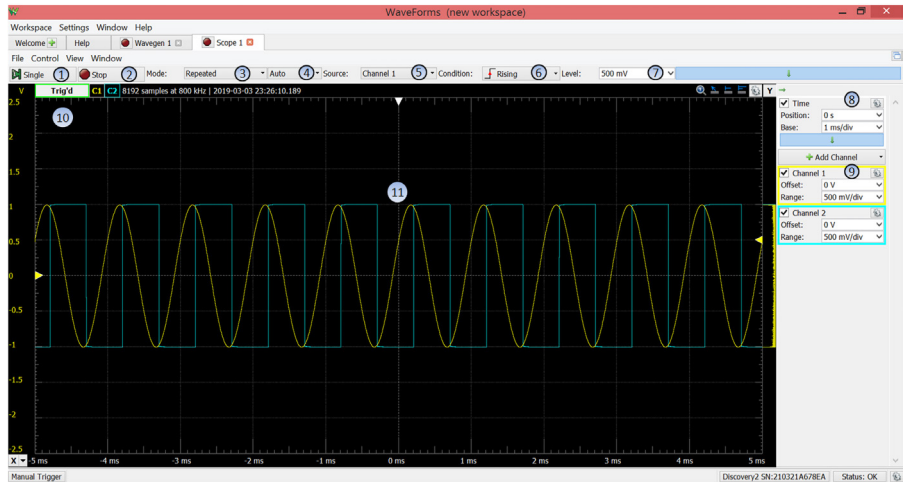 WaveForms (new workspace)
Workspace Settings Window Help
Welcome Help Wavegen 1 Scope 1
File Control View Window
Single 1 Stop 2 Mode: Repeated 3 Auto 4 Source: Channel 1 5 Condition: Rising 6 Level: 500 mV 7
V Trig'd C1 C2 8192 samples at 800 kHz | 2019-03-03 23:26:10.189 Y
2.5
2
1.5
1
0.5
0
-0.5
-1
-1.5
-2
-2.5
10
11
X -5 ms -4 ms -3 ms -2 ms -1 ms 0 ms 1 ms 2 ms 3 ms 4 ms 5 ms
Time 8
Position: 0 s
Base: 1 ms/div
Add Channel
Channel 1 9
Offset: 0 V
Range: 500 mV/div
Channel 2
Offset: 0 V
Range: 500 mV/div
Manual Trigger Discovery2 SN:210321A678EA Status: OK